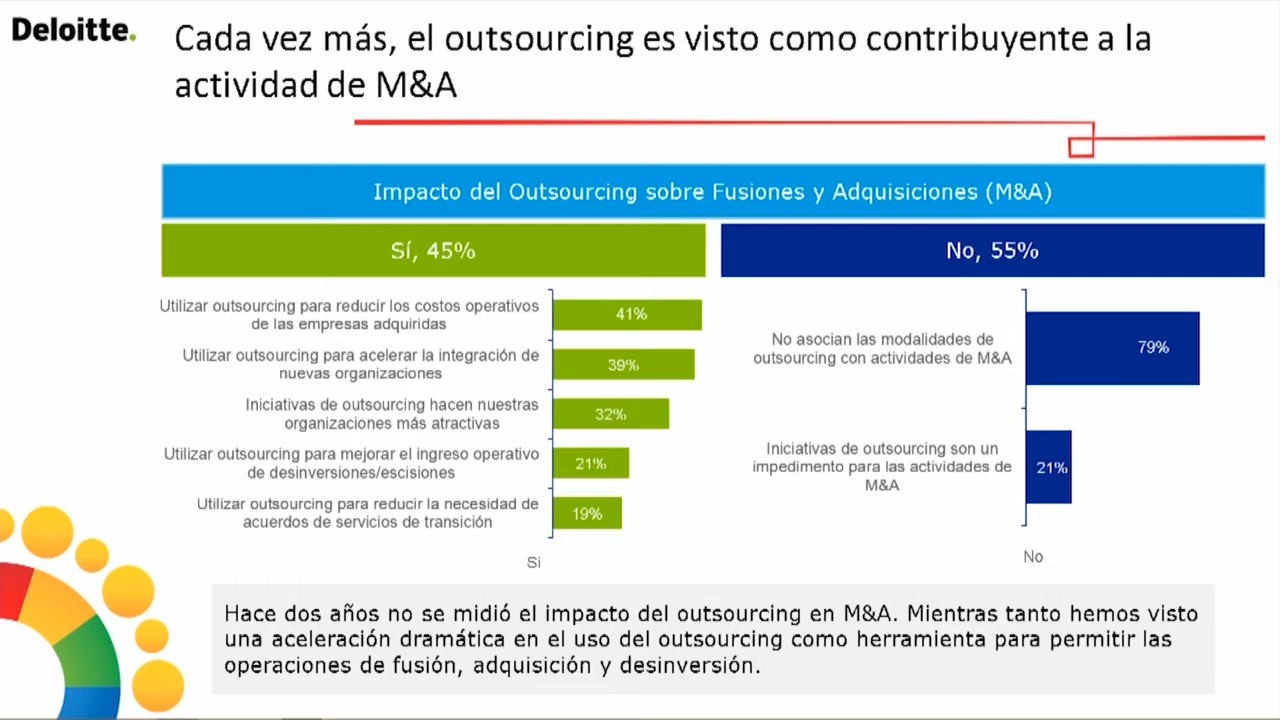 Deloitte.
Cada vez más, el outsourcing es visto como contribuyente a la
actividad de M&A
Impacto del Outsourcing sobre Fusiones y Adquisiciones (M&A)
Sí, 45%
Utilizar outsourcing para reducir los costos operativos
de las empresas adquiridas
41%
Utilizar outsourcing para acelerar la integración de
nuevas organizaciones
39%
Iniciativas de outsourcing hacen nuestras
organizaciones más atractivas
32%
Utilizar outsourcing para mejorar el ingreso operativo
de desinversiones/escisiones
21%
Utilizar outsourcing para reducir la necesidad de
acuerdos de servicios de transición
19%
Si
No, 55%
No asocian las modalidades de
outsourcing con actividades de M&A
79%
Iniciativas de outsourcing son un
impedimento para las actividades de
M&A
21%
No
Hace dos años no se midió el impacto del outsourcing en M&A. Mientras tanto hemos visto
una aceleración dramática en el uso del outsourcing como herramienta para permitir las
operaciones de fusión, adquisición y desinversión.